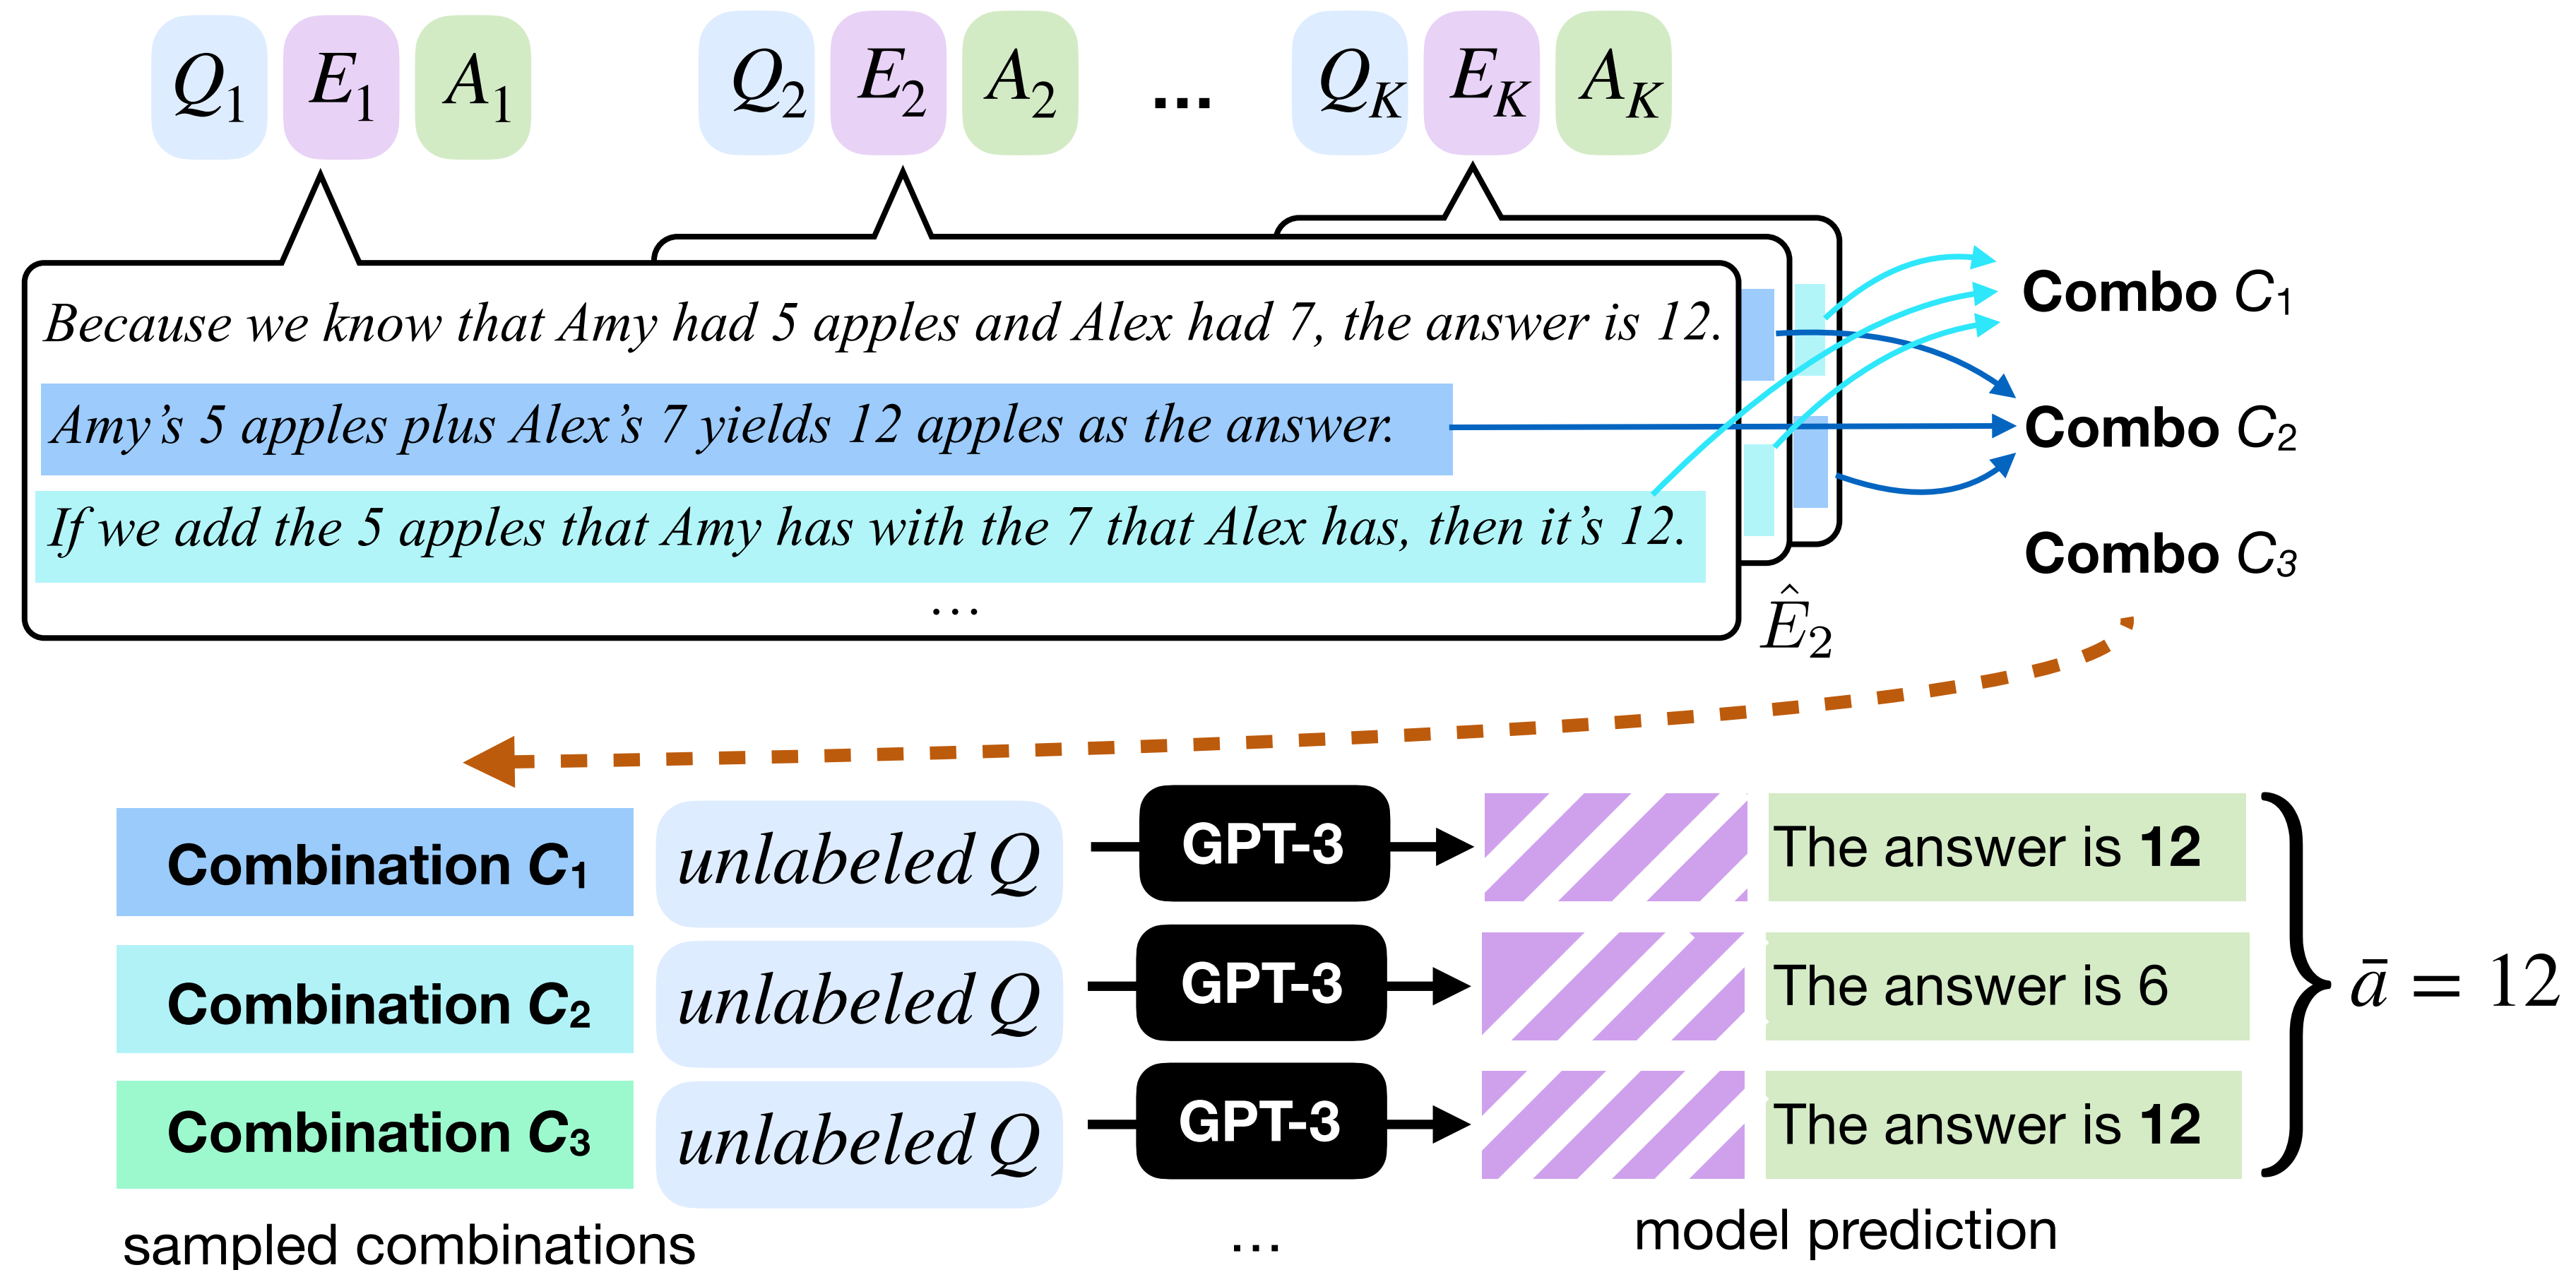 Q1 E1 A1 Q2 E2 A2 ... QK EK AK
Because we know that Amy had 5 apples and Alex had 7, the answer is 12.
Amy’s 5 apples plus Alex’s 7 yields 12 apples as the answer.
If we add the 5 apples that Amy has with the 7 that Alex has, then it’s 12.
...
Ê2
Combo C1
Combo C2
Combo C3
Combination C1 unlabeled Q GPT-3 The answer is 12
Combination C2 unlabeled Q GPT-3 The answer is 6
Combination C3 unlabeled Q GPT-3 The answer is 12
ā = 12
sampled combinations ... model prediction